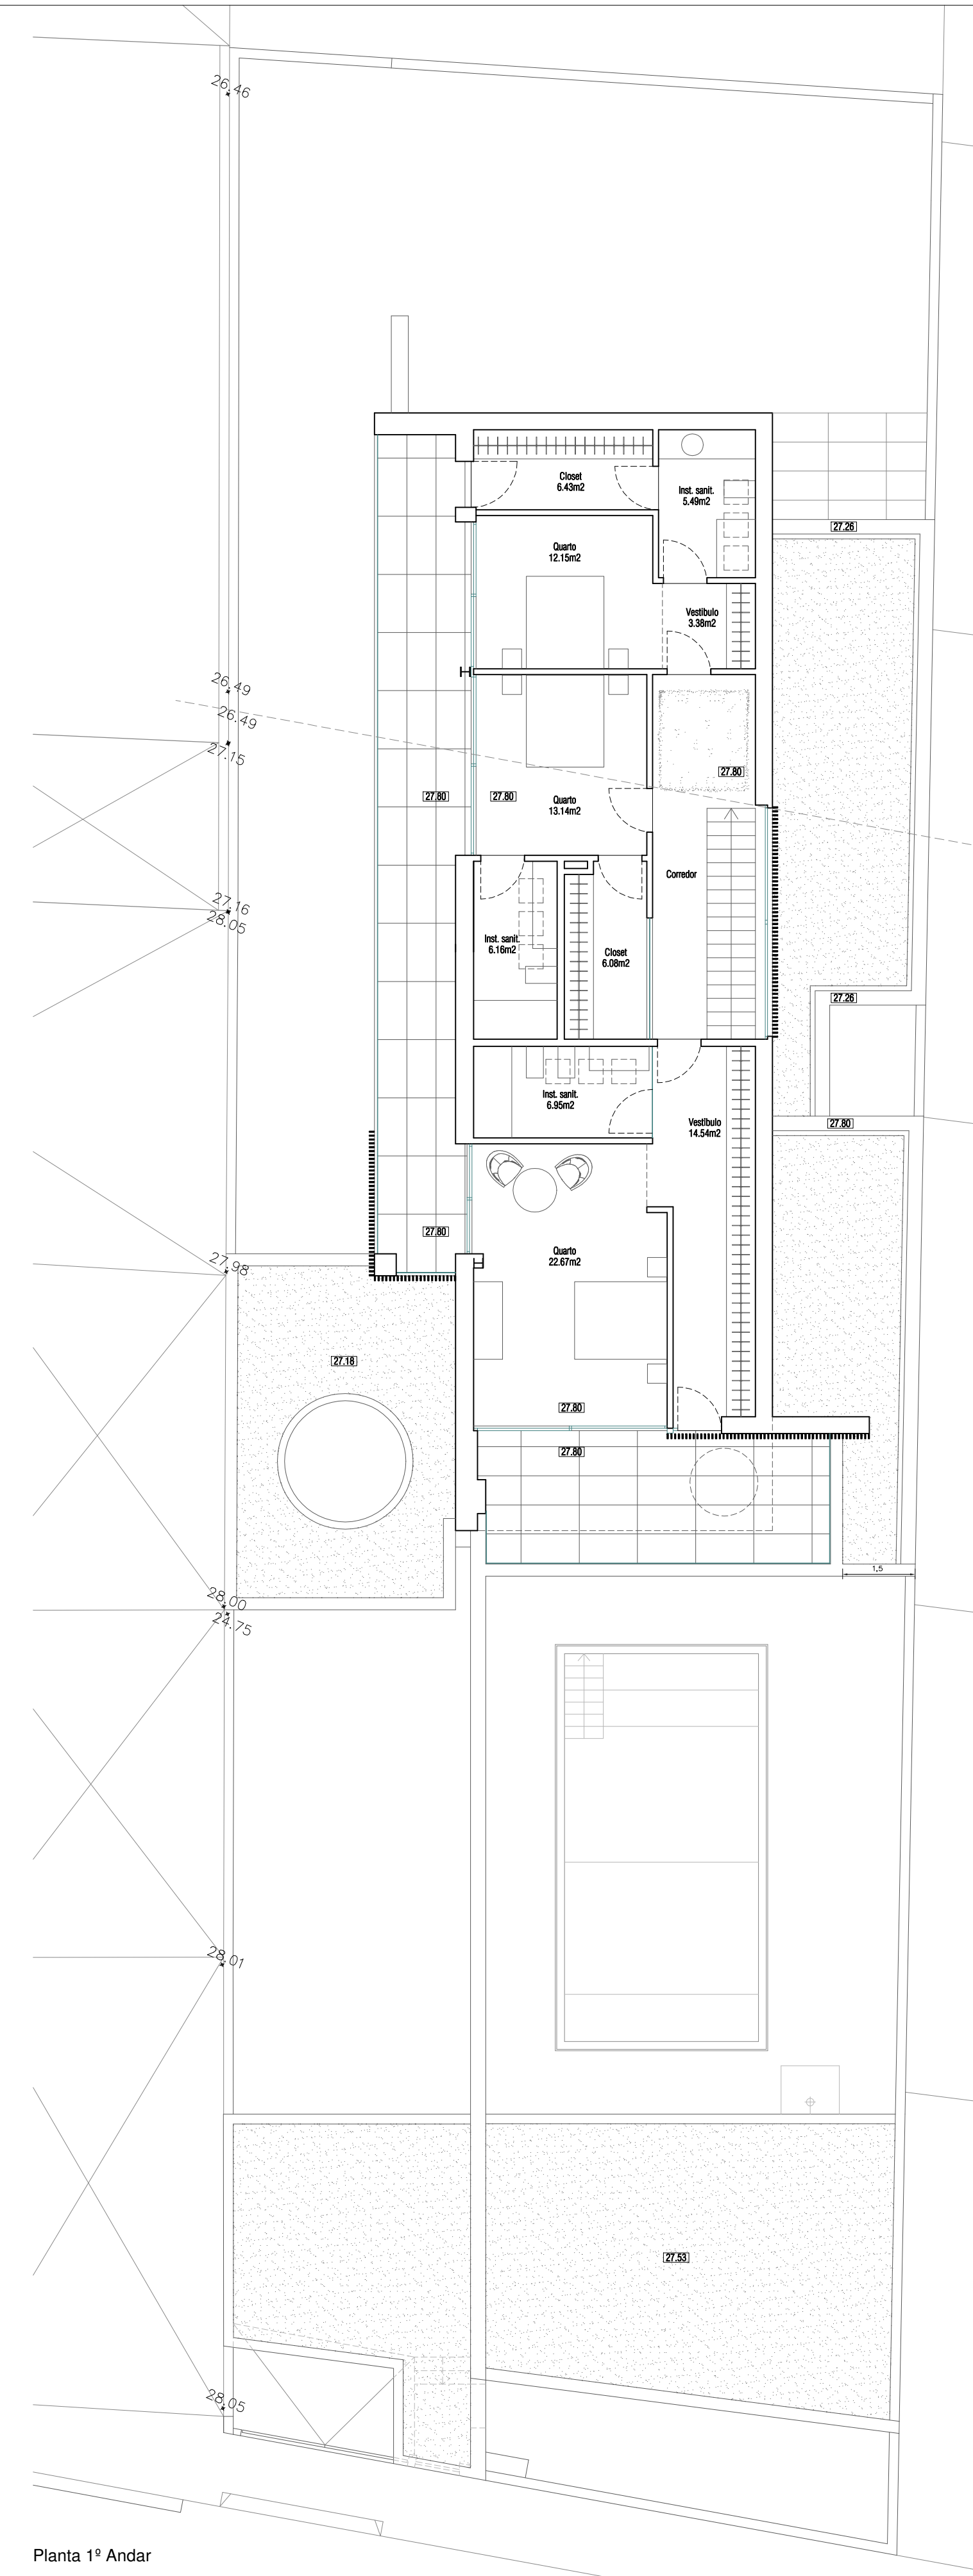 26.46
Closet
6.43m2
Inst. sanit.
5.49m2
27.26
Quarto
12.15m2
Vestíbulo
3.38m2
26.49
26.49
27.15
27.80
27.80
27.80
Quarto
13.14m2
Corredor
27.16
28.05
Inst. sanit.
6.16m2
Closet
6.08m2
27.26
Inst. sanit.
6.95m2
Vestíbulo
14.54m2
27.80
27.80
Quarto
22.67m2
27.98
27.18
27.80
27.80
1,5
28.00
24.75
28.01
27.53
28.05
Planta 1º Andar